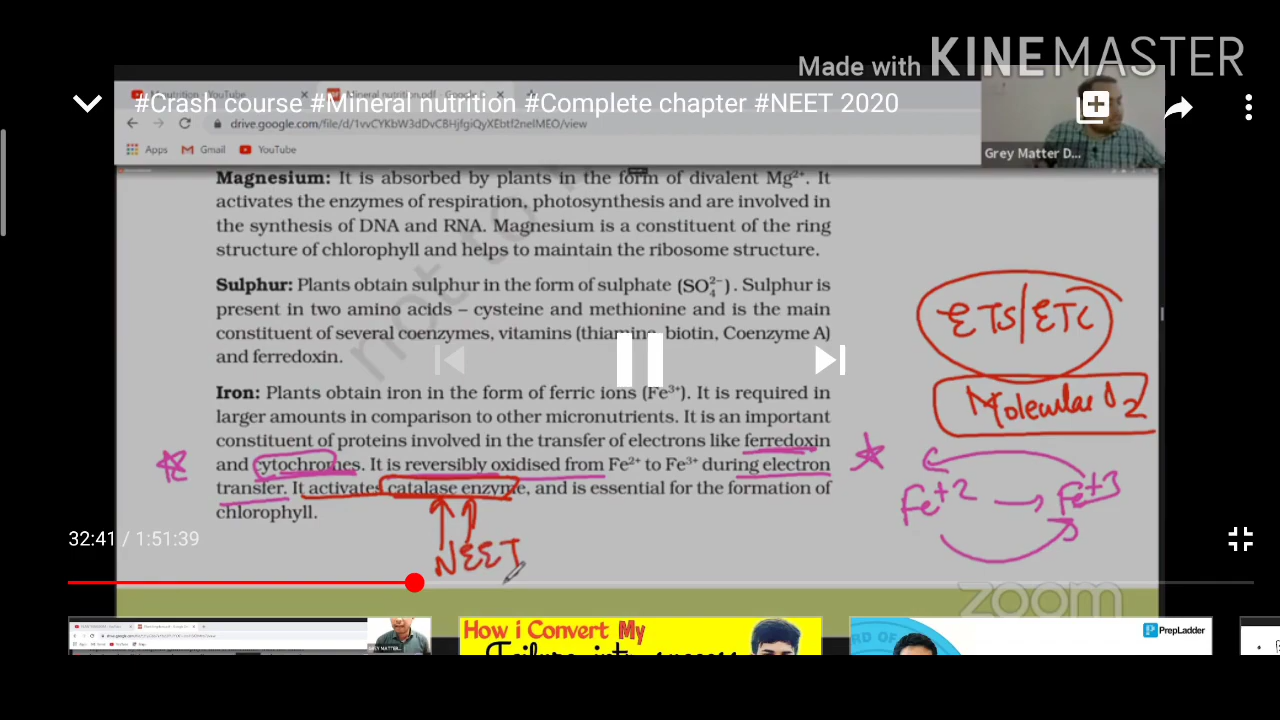 Made with KINEMASTER
#Crash course #Mineral nutrition #Complete chapter #NEET 2020
drive.google.com/file/d/1vvCYKbW3dDvCBHjfgiQyXEbtf2nelMEO/view
Grey Matter D...
Apps Gmail YouTube
Magnesium: It is absorbed by plants in the form of divalent Mg²⁺. It
activates the enzymes of respiration, photosynthesis and are involved in
the synthesis of DNA and RNA. Magnesium is a constituent of the ring
structure of chlorophyll and helps to maintain the ribosome structure.
Sulphur: Plants obtain sulphur in the form of sulphate (SO₄²⁻). Sulphur is
present in two amino acids – cysteine and methionine and is the main
constituent of several coenzymes, vitamins (thiamine, biotin, Coenzyme A)
and ferredoxin.
ETS/ETC
Molecular O2
Iron: Plants obtain iron in the form of ferric ions (Fe³⁺). It is required in
larger amounts in comparison to other micronutrients. It is an important
constituent of proteins involved in the transfer of electrons like ferredoxin
and cytochromes. It is reversibly oxidised from Fe²⁺ to Fe³⁺ during electron
transfer. It activates catalase enzyme, and is essential for the formation of
chlorophyll.
Fe+2 → Fe+3
NEET
not to
32:41 / 1:51:39
zoom
How i Convert My
Failure into success
PrepLadder